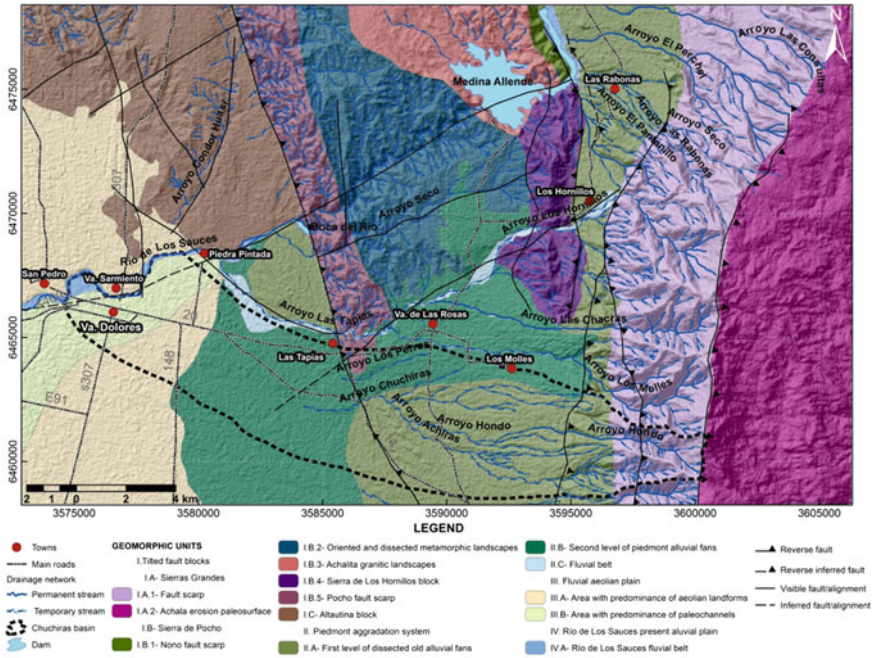 N
Arroyo El Perchel
Arroyo Las Conanitas
Medina Allende
Las Rabonas
Arroyo El Pantanillo
Arroyo Las Rabonas
Arroyo Seco
Arroyo Condor Huasi
307
Los Hornillos
Arroyo Los Hornillos
Arroyo Seco
Boca del Rio
Rio de Los Sauces
San Pedro
Va. Sarmiento
Piedra Pintada
Va. Dolores
Arroyo Las Tapias
Va. de Las Rosas
Arroyo Las Chacras
Las Tapias
Arroyo Los Perros
Los Molles
Arroyo Los Molles
Arroyo Chuchiras
148
s307
E91
Arroyo Achiras
Arroyo Hondo
Arroyo Hondo
2 1 0 2 4 km
6475000
6470000
6465000
6460000
3575000 3580000 3585000 3590000 3595000 3600000 3605000
LEGEND
Towns
Main roads
Drainage network
Permanent stream
Temporary stream
Chuchiras basin
Dam
GEOMORPHIC UNITS
I.Tilted fault blocks
I.A- Sierras Grandes
I.A.1- Fault scarp
I.A.2- Achala erosion paleosurface
I.B- Sierra de Pocho
I.B.1- Nono fault scarp
I.B.2- Oriented and dissected metamorphic landscapes
I.B.3- Achalita granitic landscapes
I.B.4- Sierra de Los Hornillos block
I.B.5- Pocho fault scarp
I.C- Altautina block
II. Piedmont aggradation system
II.A- First level of dissected old alluvial fans
II.B- Second level of piedmont alluvial fans
II.C- Fluvial belt
III. Fluvial aeolian plain
III.A- Area with predominance of aeolian landforms
III.B- Area with predominance of paleochannels
IV. Río de Los Sauces present aluvial plain
IV.A- Río de Los Sauces fluvial belt
Reverse fault
Reverse inferred fault
Visible fault/alignment
Inferred fault/alignment